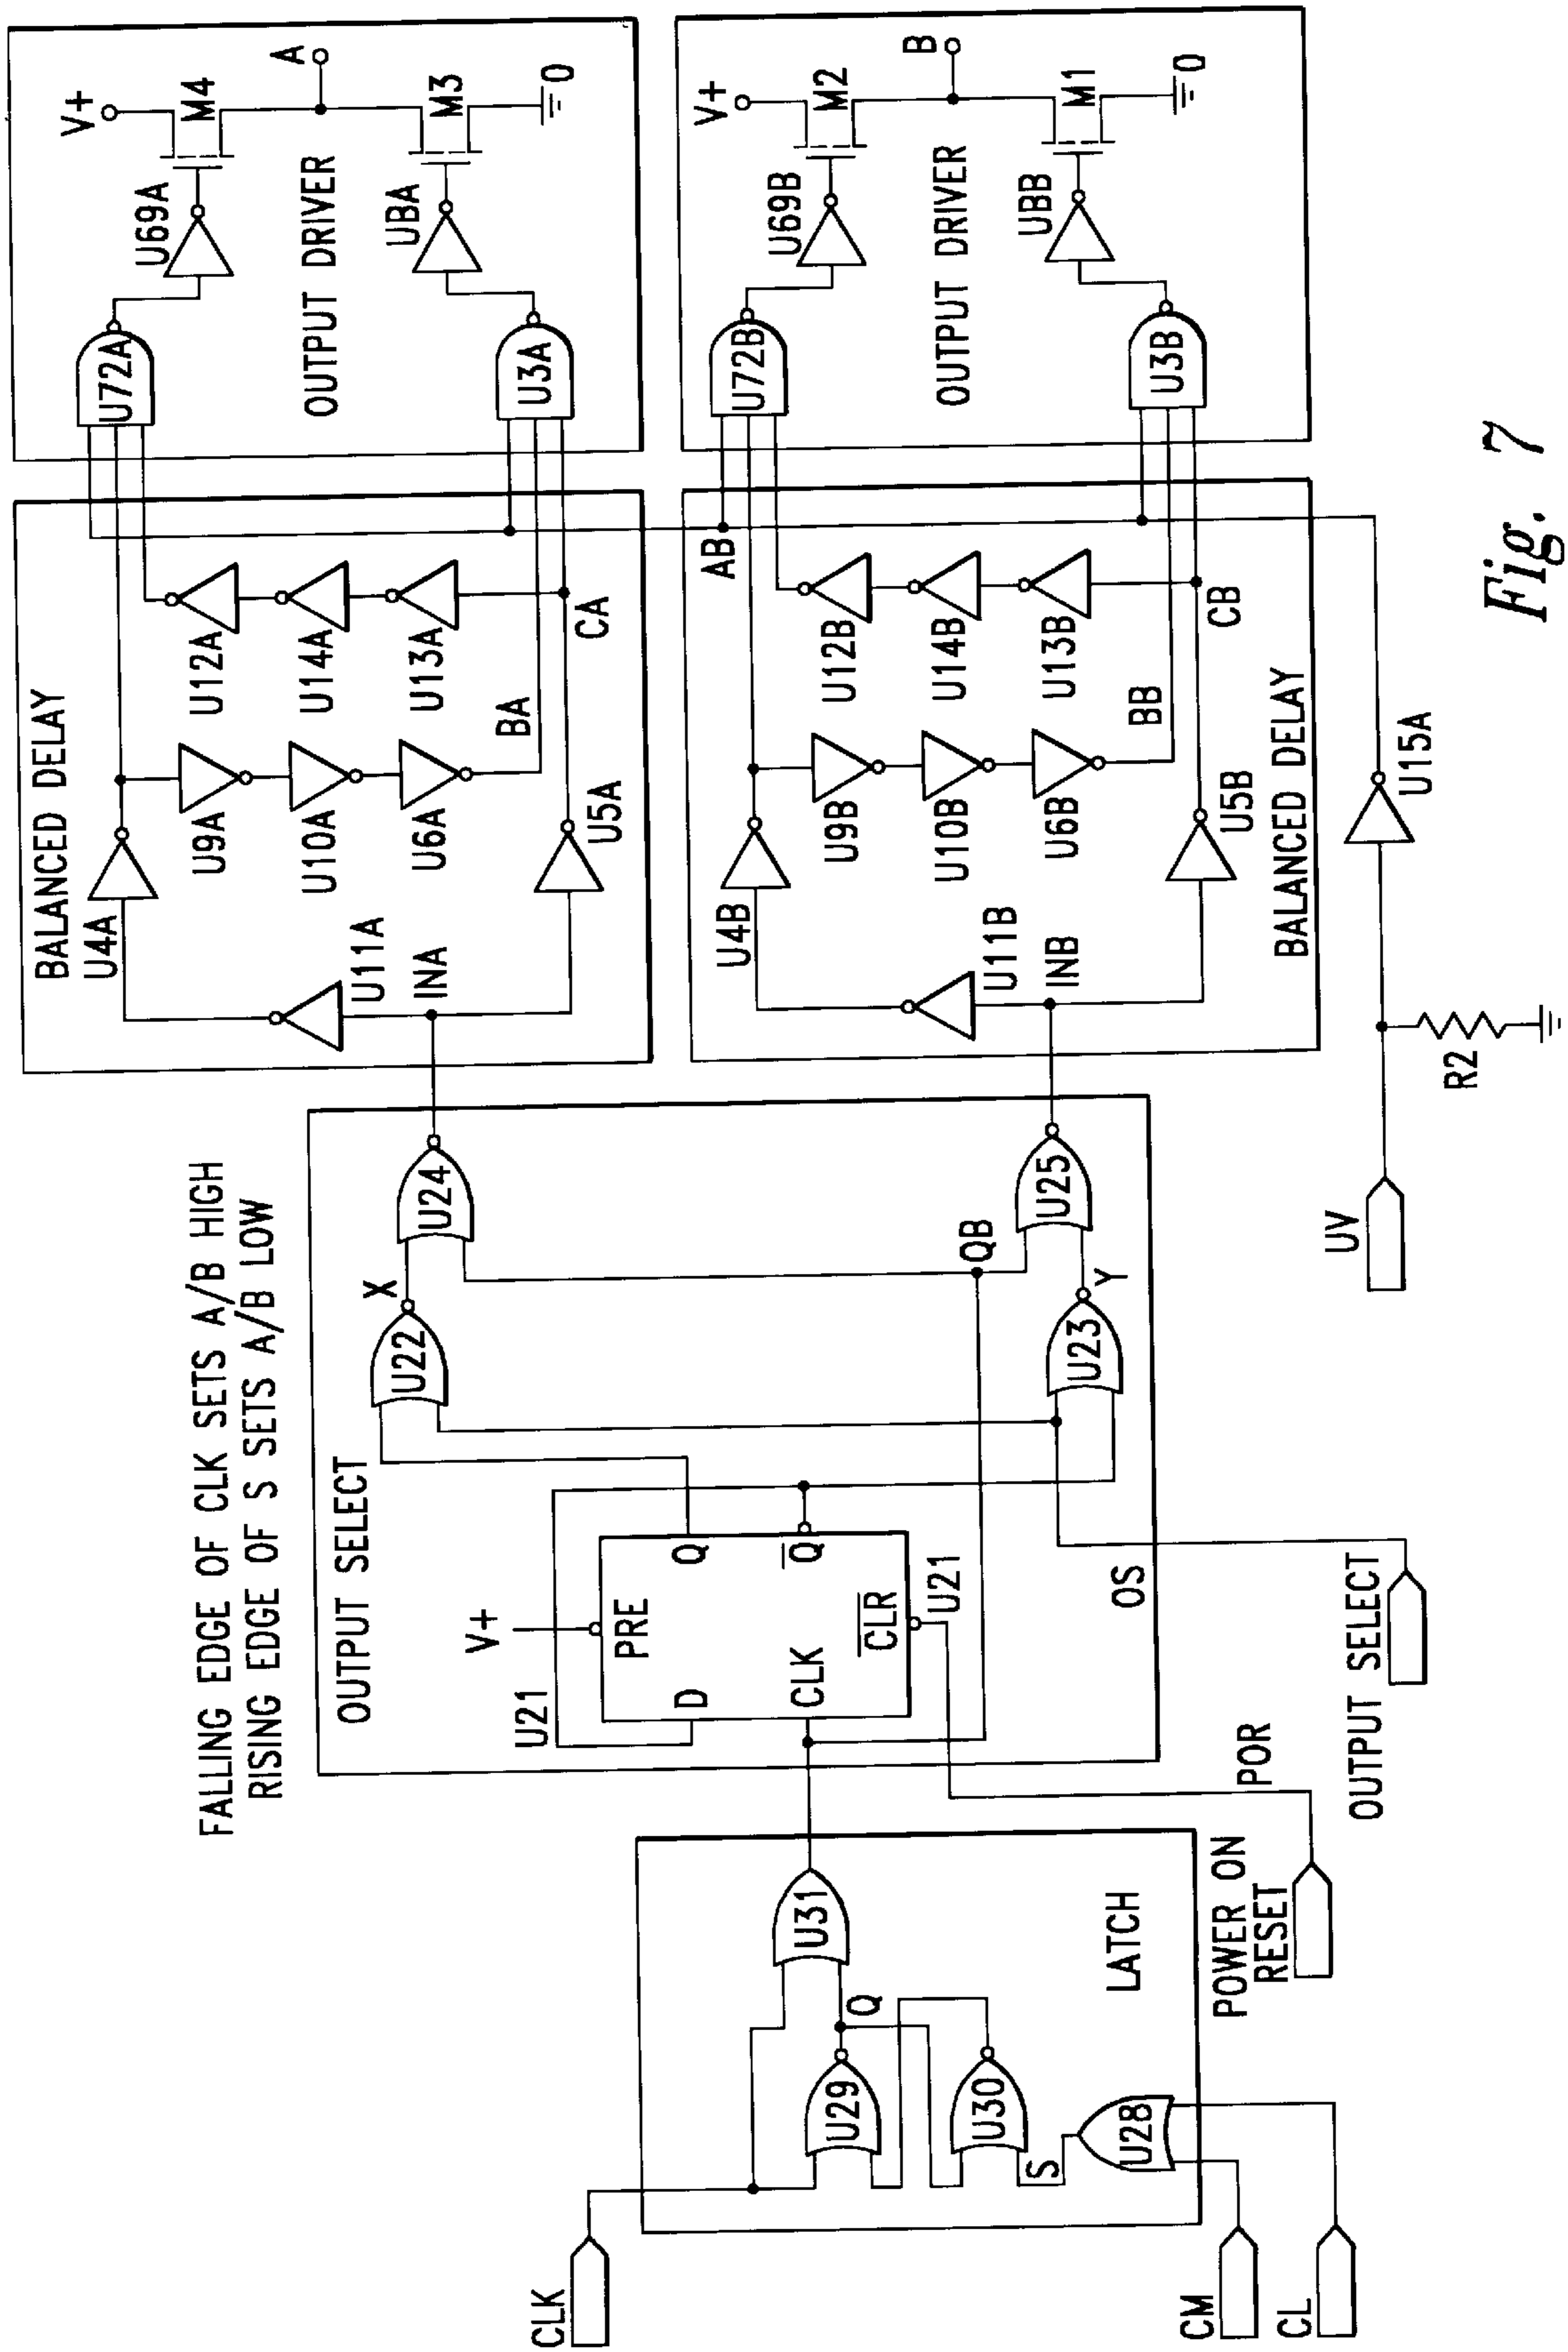 FALLING EDGE OF CLK SETS A/B HIGH
RISING EDGE OF S SETS A/B LOW
CLK
CM
CL
LATCH
U28
S
U29
U30
Q
U31
POWER ON
RESET
POR
OUTPUT SELECT
OUTPUT SELECT
OS
V+
U21
PRE
D
Q
CLK
Q
CLR
U21
U22
X
U23
Y
QB
U24
U25
UV
R2
U15A
BALANCED DELAY
INA
U11A
U4A
U5A
U9A
U10A
U6A
BA
U12A
U14A
U13A
CA
BALANCED DELAY
INB
U11B
U4B
U5B
U9B
U10B
U6B
BB
U12B
U14B
U13B
CB
AB
OUTPUT DRIVER
U72A
U3A
U69A
UBA
V+
M4
M3
A
0
OUTPUT DRIVER
U72B
U3B
U69B
UBB
V+
M2
M1
B
0
Fig. 7